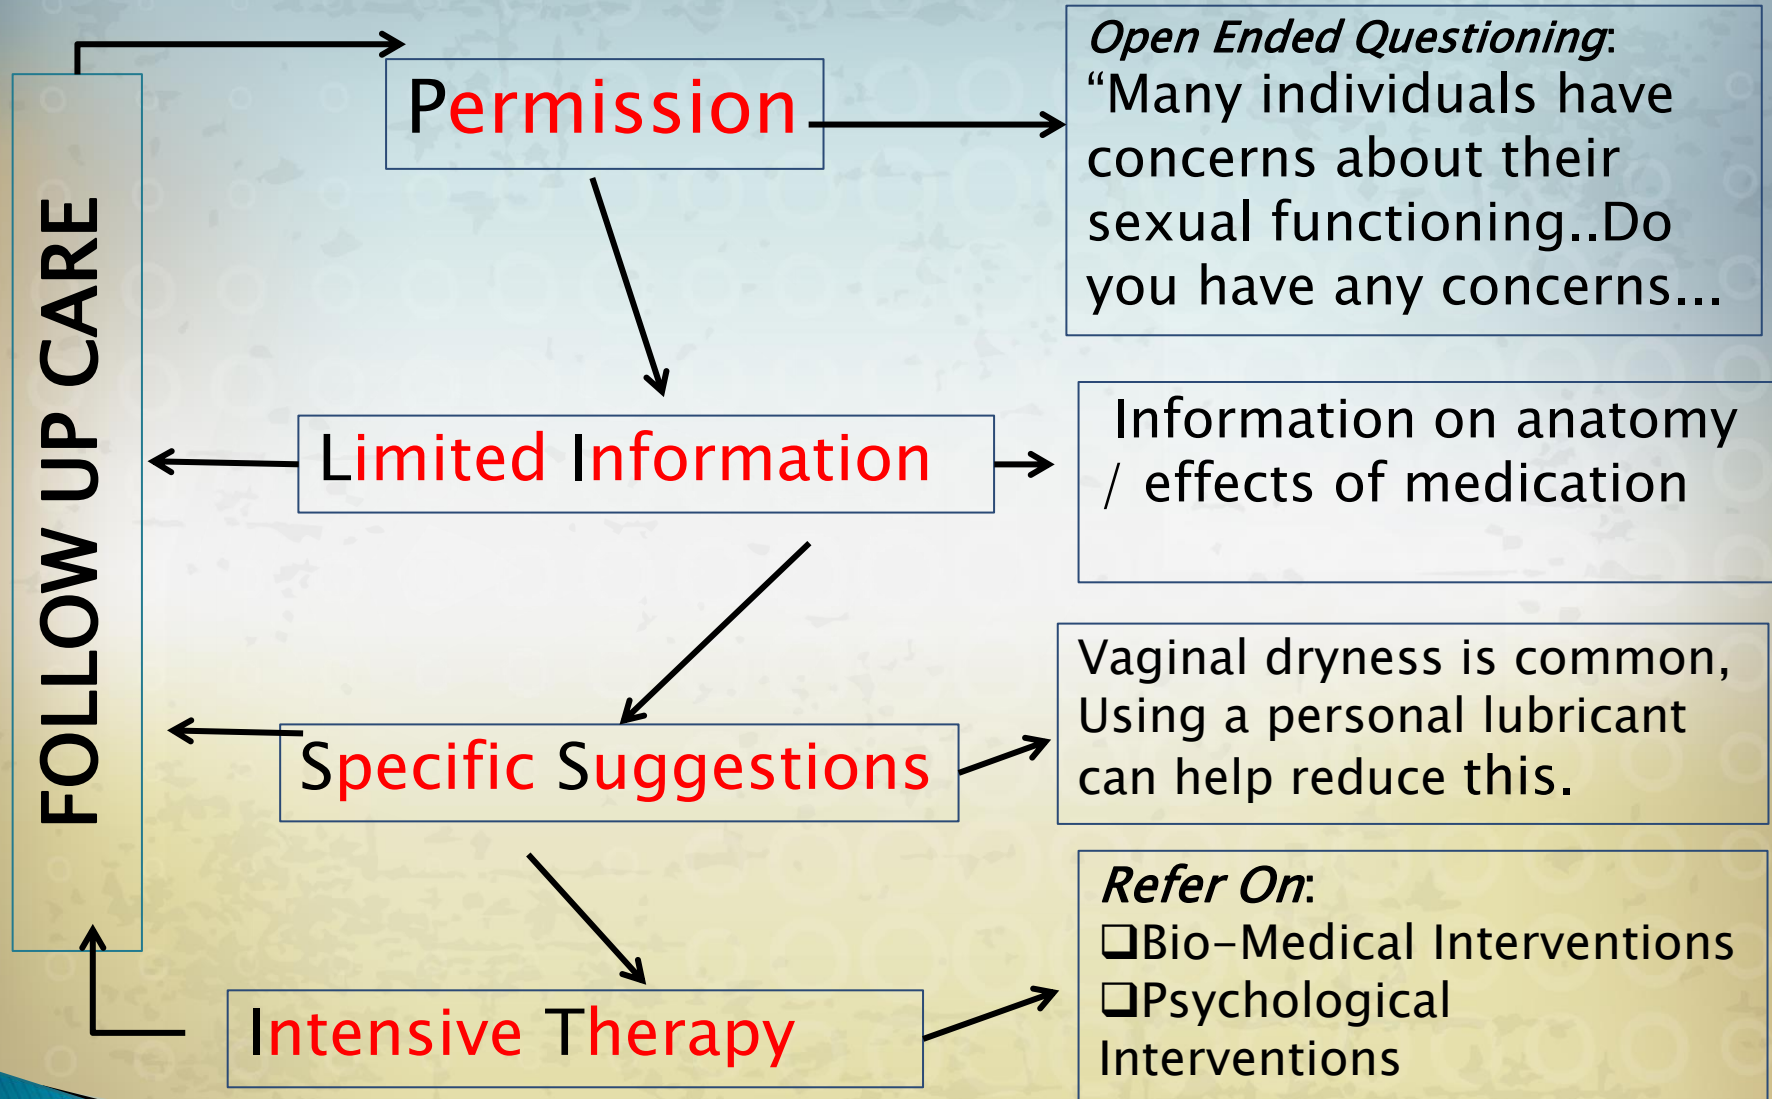 Permission
Open Ended Questioning:
“Many individuals have
concerns about their
sexual functioning..Do
you have any concerns...
FOLLOW UP CARE
Limited Information
Information on anatomy
/ effects of medication
Specific Suggestions
Vaginal dryness is common,
Using a personal lubricant
can help reduce this.
Intensive Therapy
Refer On:
❑Bio-Medical Interventions
❑Psychological
Interventions